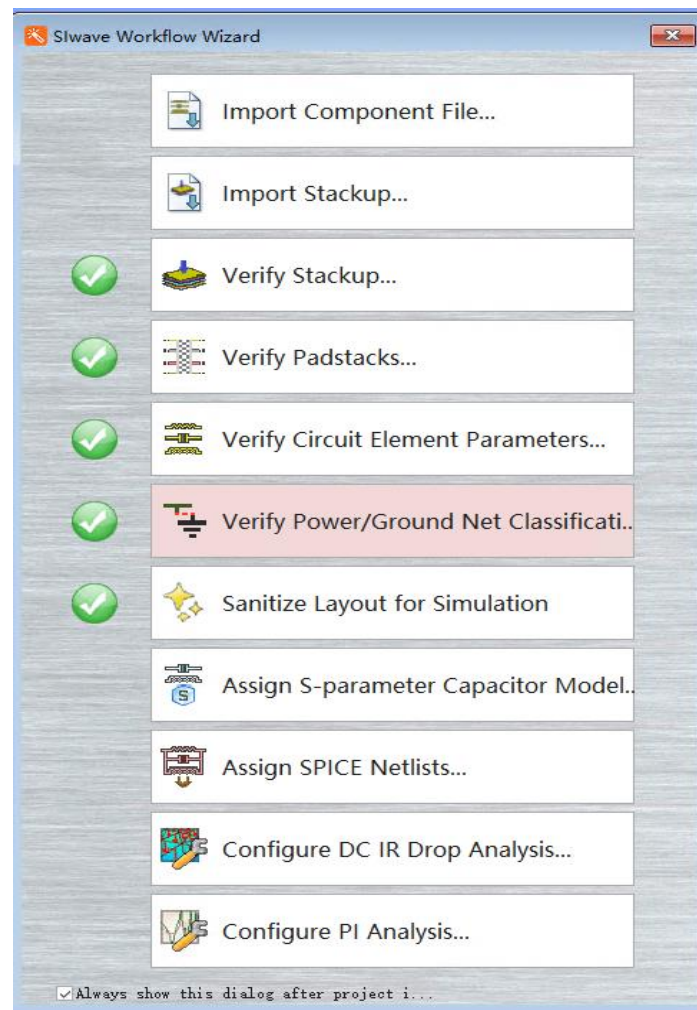 SIwave Workflow Wizard
Import Component File...
Import Stackup...
Verify Stackup...
Verify Padstacks...
Verify Circuit Element Parameters...
Verify Power/Ground Net Classificati..
Sanitize Layout for Simulation
Assign S-parameter Capacitor Model..
S
Assign SPICE Netlists...
Configure DC IR Drop Analysis...
Configure PI Analysis...
Always show this dialog after project i...